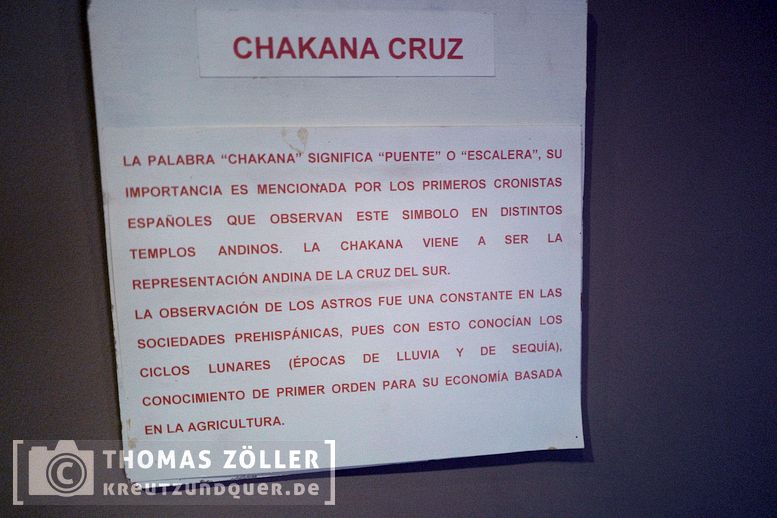 CHAKANA CRUZ
LA PALABRA “CHAKANA” SIGNIFICA “PUENTE” O “ESCALERA”, SU
IMPORTANCIA ES MENCIONADA POR LOS PRIMEROS CRONISTAS
ESPAÑOLES QUE OBSERVAN ESTE SIMBOLO EN DISTINTOS
TEMPLOS ANDINOS. LA CHAKANA VIENE A SER LA
REPRESENTACIÓN ANDINA DE LA CRUZ DEL SUR.
LA OBSERVACIÓN DE LOS ASTROS FUE UNA CONSTANTE EN LAS
SOCIEDADES PREHISPÁNICAS, PUES CON ESTO CONOCÍAN LOS
CICLOS LUNARES (ÉPOCAS DE LLUVIA Y DE SEQUÍA),
CONOCIMIENTO DE PRIMER ORDEN PARA SU ECONOMÍA BASADA
EN LA AGRICULTURA.
© THOMAS ZÖLLER
KREUTZUNDQUER.DE